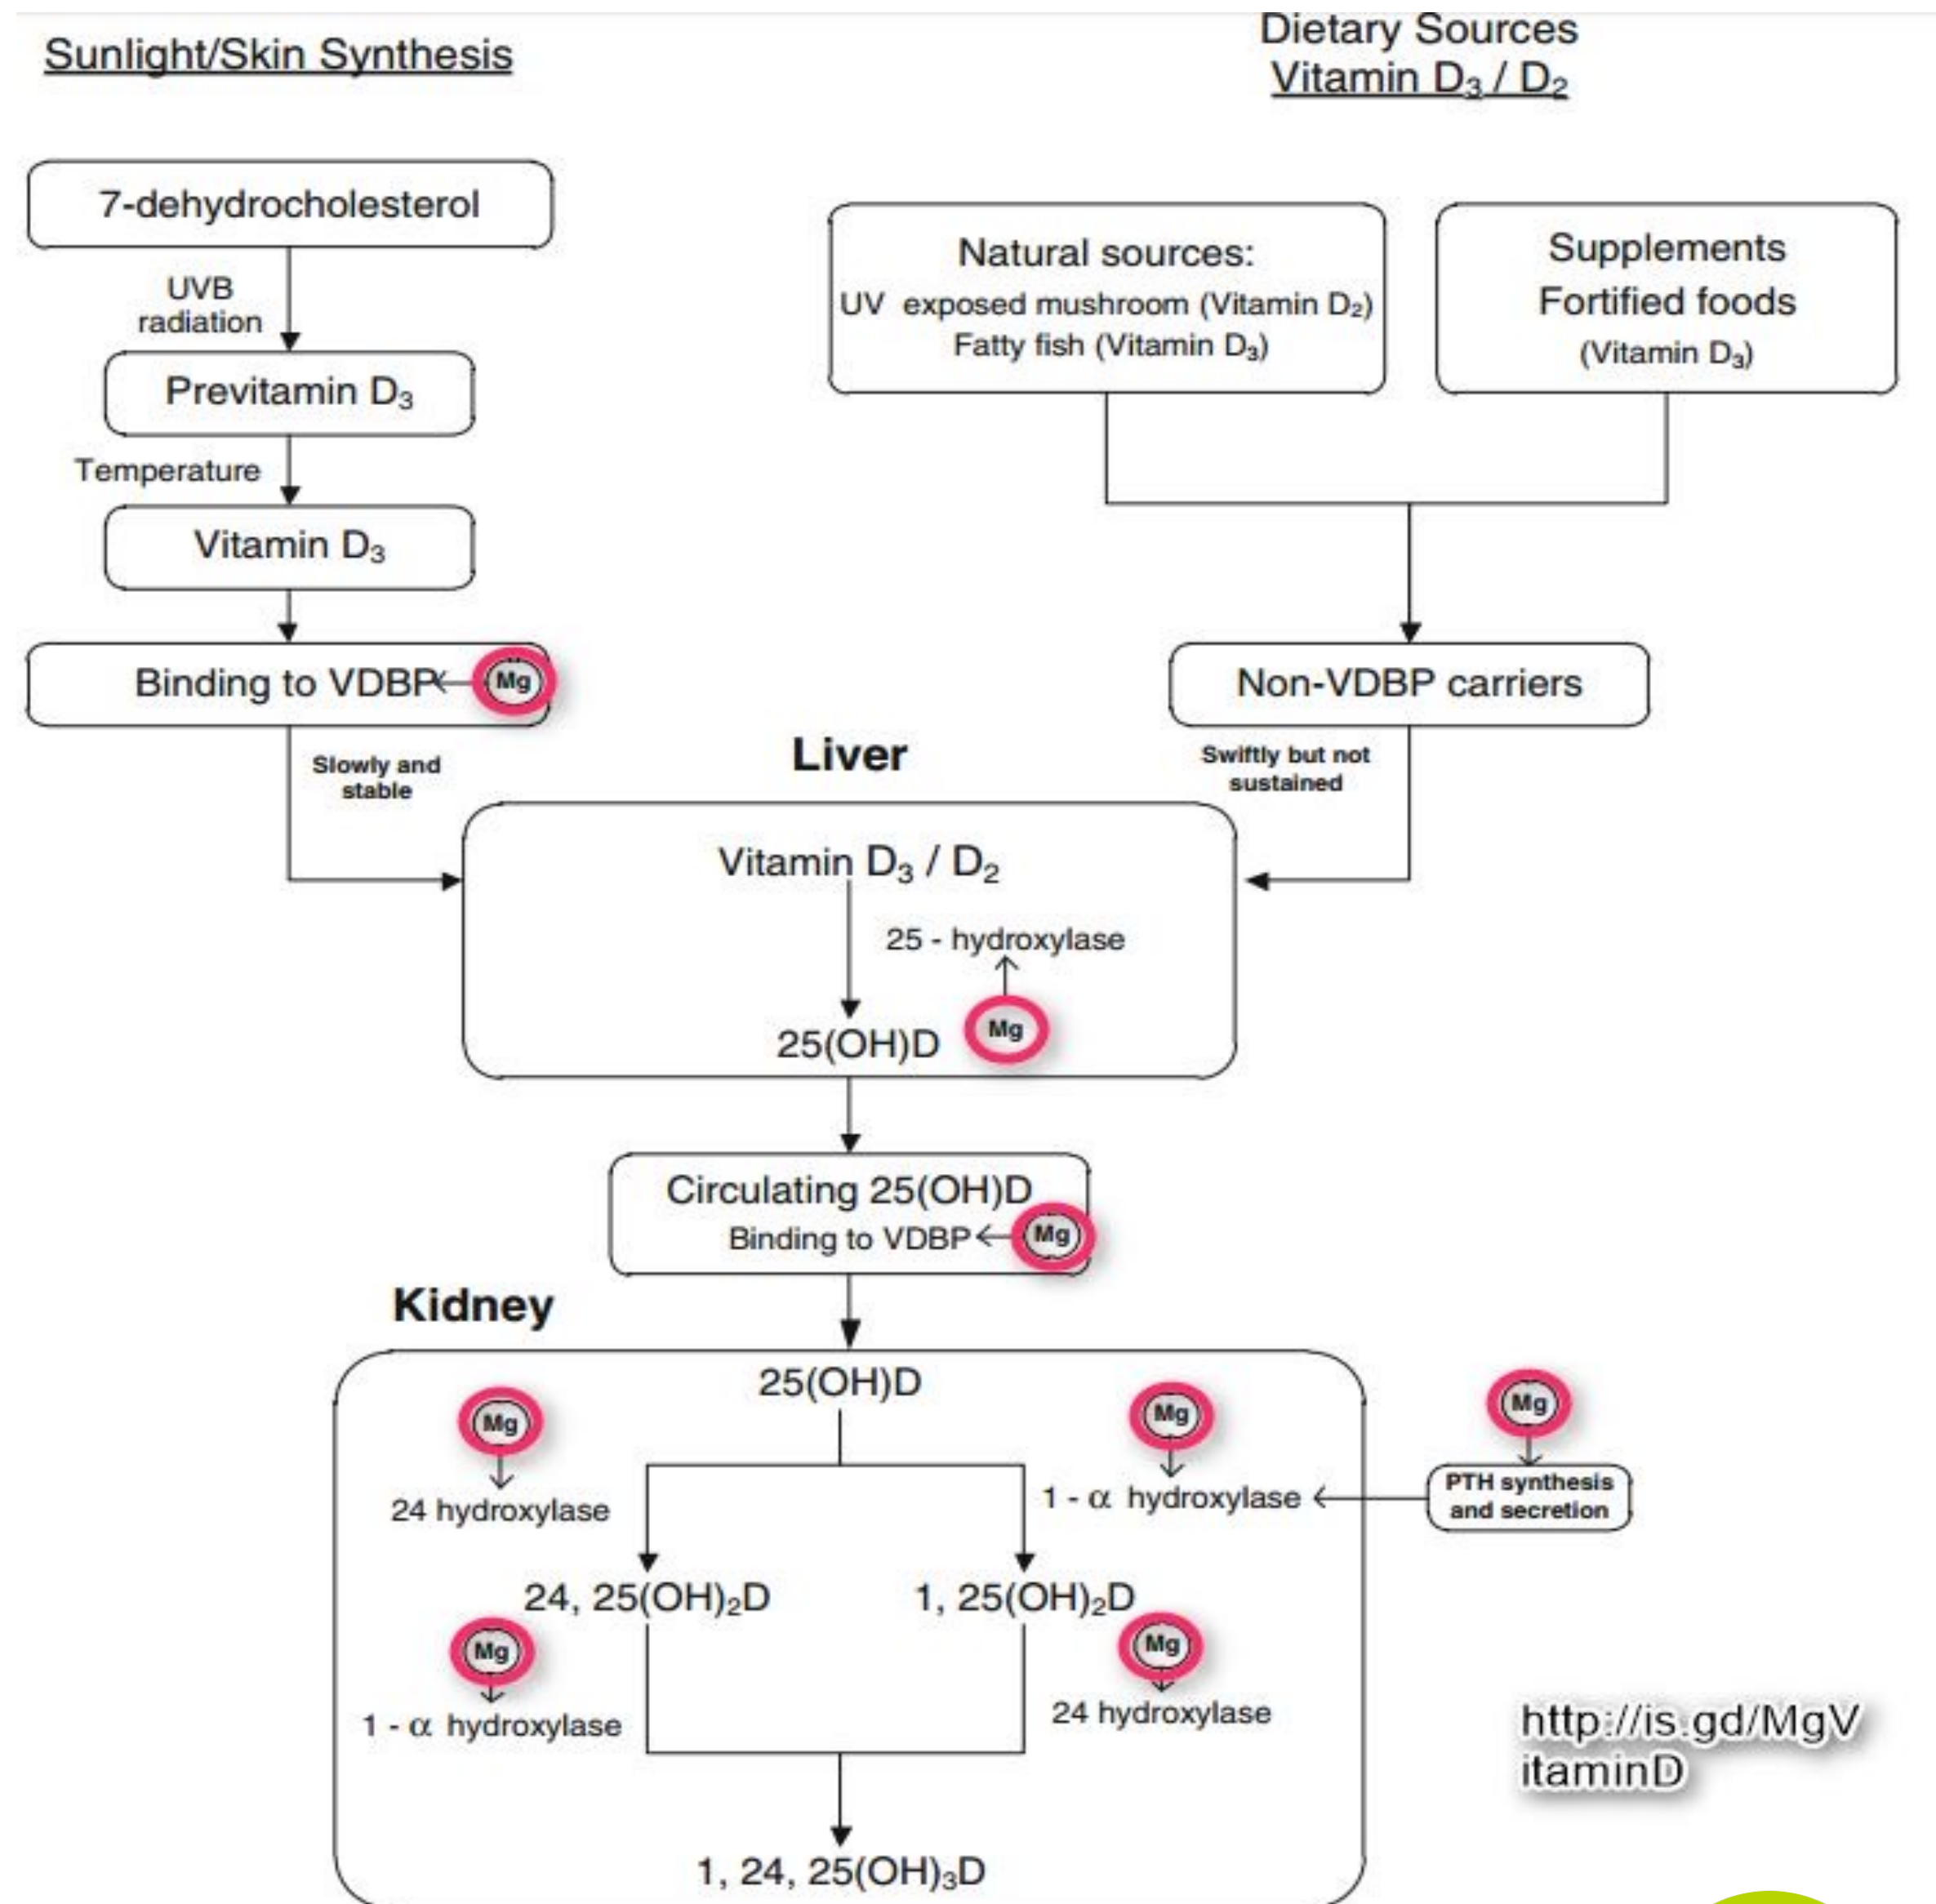 Sunlight/Skin Synthesis
Dietary Sources
Vitamin D₃ / D₂
7-dehydrocholesterol
UVB
radiation
Previtamin D₃
Temperature
Vitamin D₃
Binding to VDBP
Mg
Slowly and
stable
Natural sources:
UV exposed mushroom (Vitamin D₂)
Fatty fish (Vitamin D₃)
Supplements
Fortified foods
(Vitamin D₃)
Non-VDBP carriers
Swiftly but not
sustained
Liver
Vitamin D₃ / D₂
25 - hydroxylase
Mg
25(OH)D
Circulating 25(OH)D
Binding to VDBP
Mg
Kidney
25(OH)D
Mg
24 hydroxylase
Mg
1 - α hydroxylase
Mg
PTH synthesis
and secretion
24, 25(OH)₂D
1, 25(OH)₂D
Mg
1 - α hydroxylase
Mg
24 hydroxylase
1, 24, 25(OH)₃D
http://is.gd/MgV
itaminD